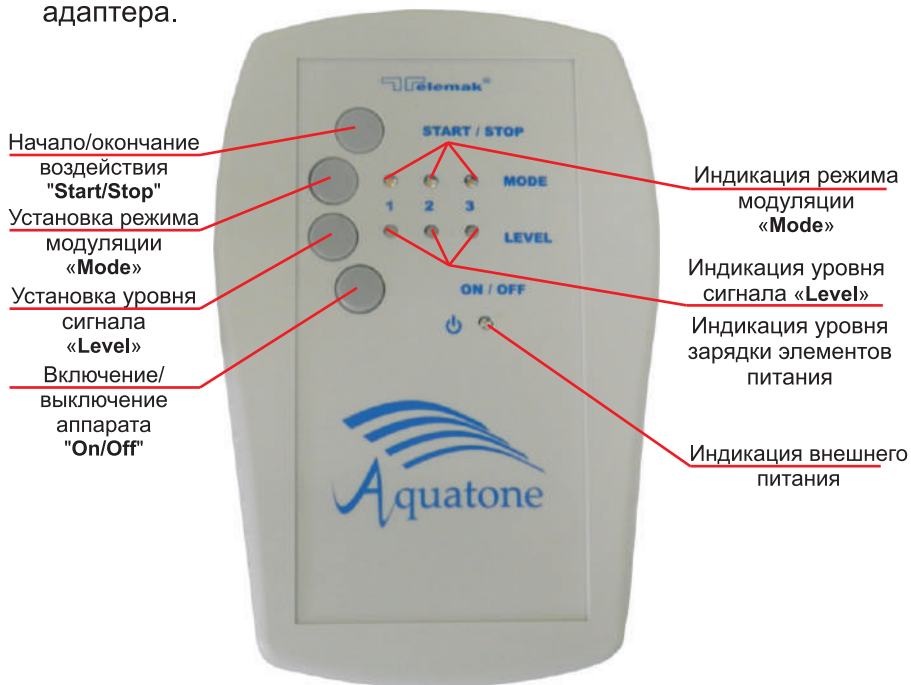 адаптера.
Начало/окончание
воздействия
"Start/Stop"
Установка режима
модуляции
«Mode»
Установка уровня
сигнала
«Level»
Включение/
выключение
аппарата
"On/Off"
Telemak®
START / STOP
MODE
1 2 3
LEVEL
ON / OFF
Aquatone
Индикация режима
модуляции
«Mode»
Индикация уровня
сигнала «Level»
Индикация уровня
зарядки элементов
питания
Индикация внешнего
питания